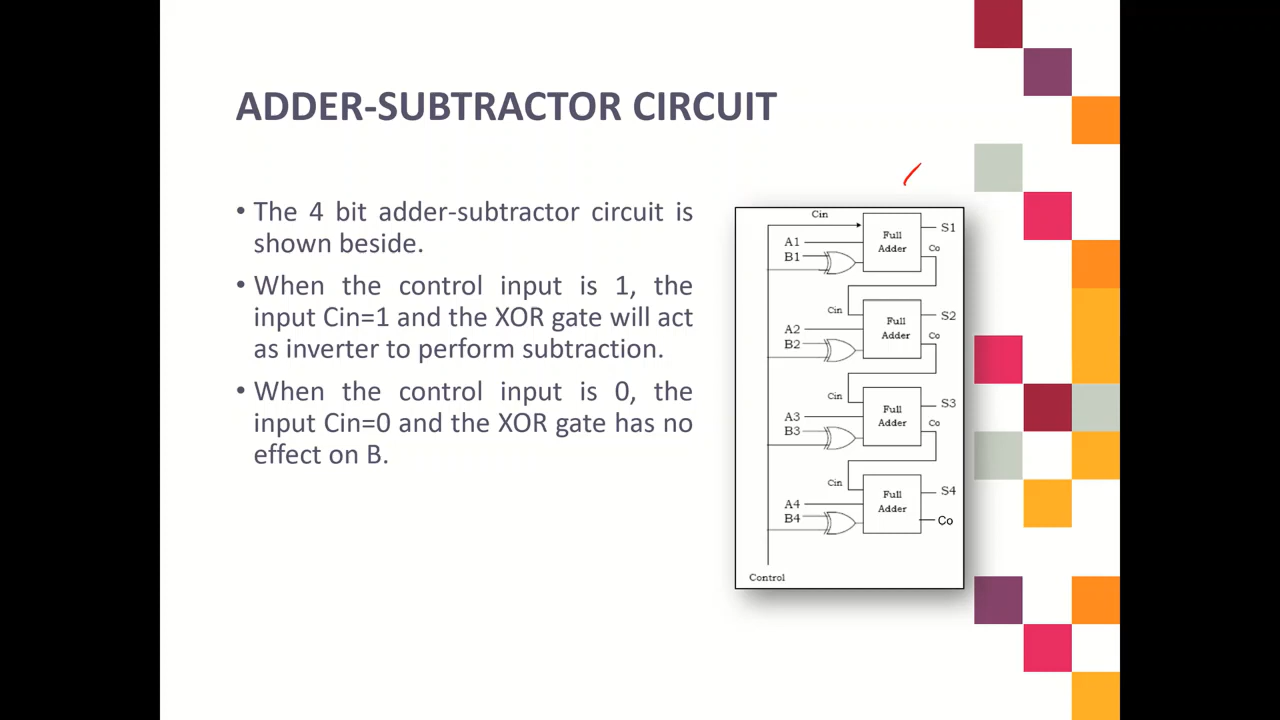 ADDER-SUBTRACTOR CIRCUIT
• The 4 bit adder-subtractor circuit is
shown beside.
• When the control input is 1, the
input Cin=1 and the XOR gate will act
as inverter to perform subtraction.
• When the control input is 0, the
input Cin=0 and the XOR gate has no
effect on B.
Cin
A1
B1
Full
Adder
S1
Co
Cin
A2
B2
Full
Adder
S2
Co
Cin
A3
B3
Full
Adder
S3
Co
Cin
A4
B4
Full
Adder
S4
Co
Control